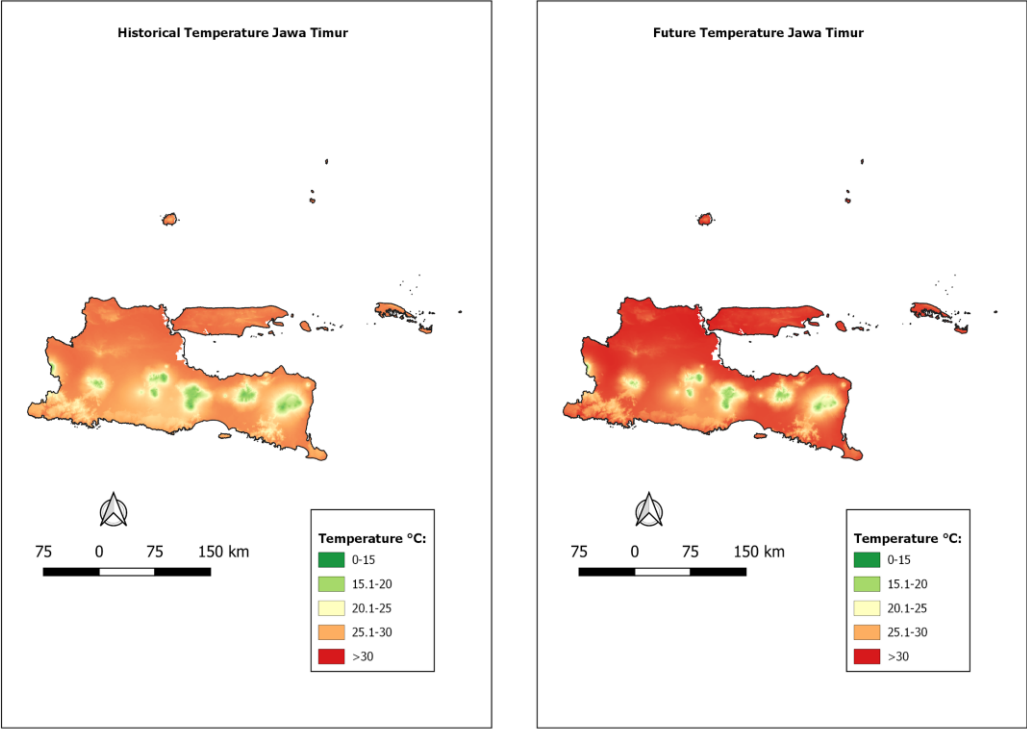 Historical Temperature Jawa Timur
75 0 75 150 km
Temperature °C:
0-15
15.1-20
20.1-25
25.1-30
>30
Future Temperature Jawa Timur
75 0 75 150 km
Temperature °C:
0-15
15.1-20
20.1-25
25.1-30
>30